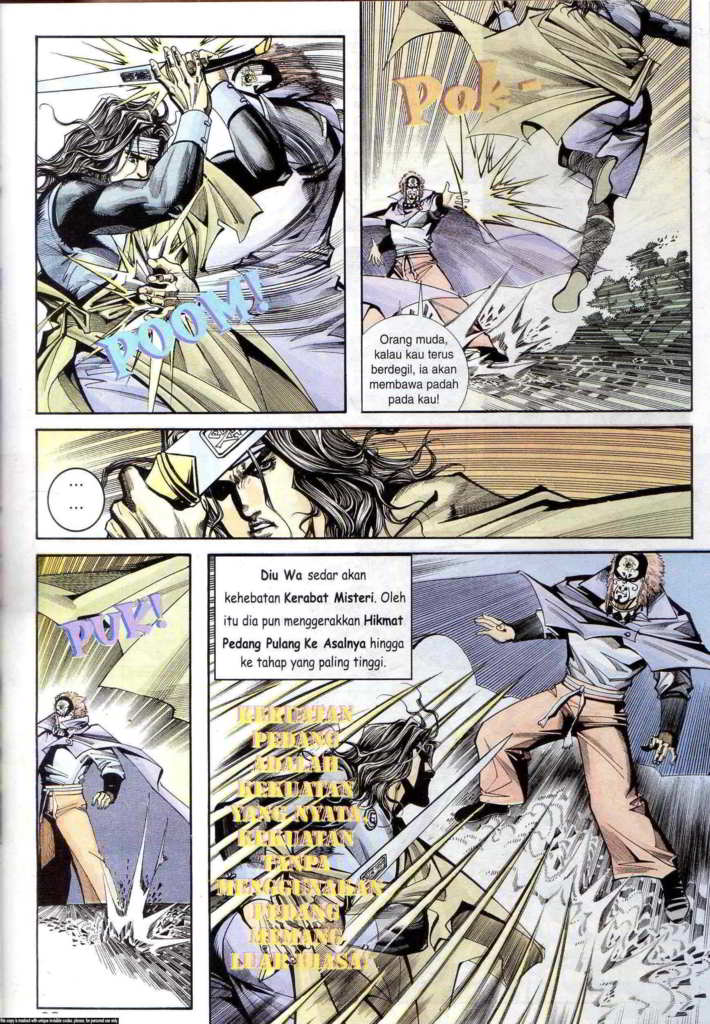 POOM!
Pok-
Orang muda,
kalau kau terus
berdegil, ia akan
membawa padah
pada kau!
...
...
PUK!
Diu Wa sedar akan
kehebatan Kerabat Misteri. Oleh
itu dia pun menggerakkan Hikmat
Pedang Pulang Ke Asalnya hingga
ke tahap yang paling tinggi.
KEKUATAN
PEDANG
ADALAH
KEKUATAN
YANG NYATA,
KEKUATAN
TANPA
MENGGUNAKAN
PEDANG
MEMANG
LUAR BIASA!